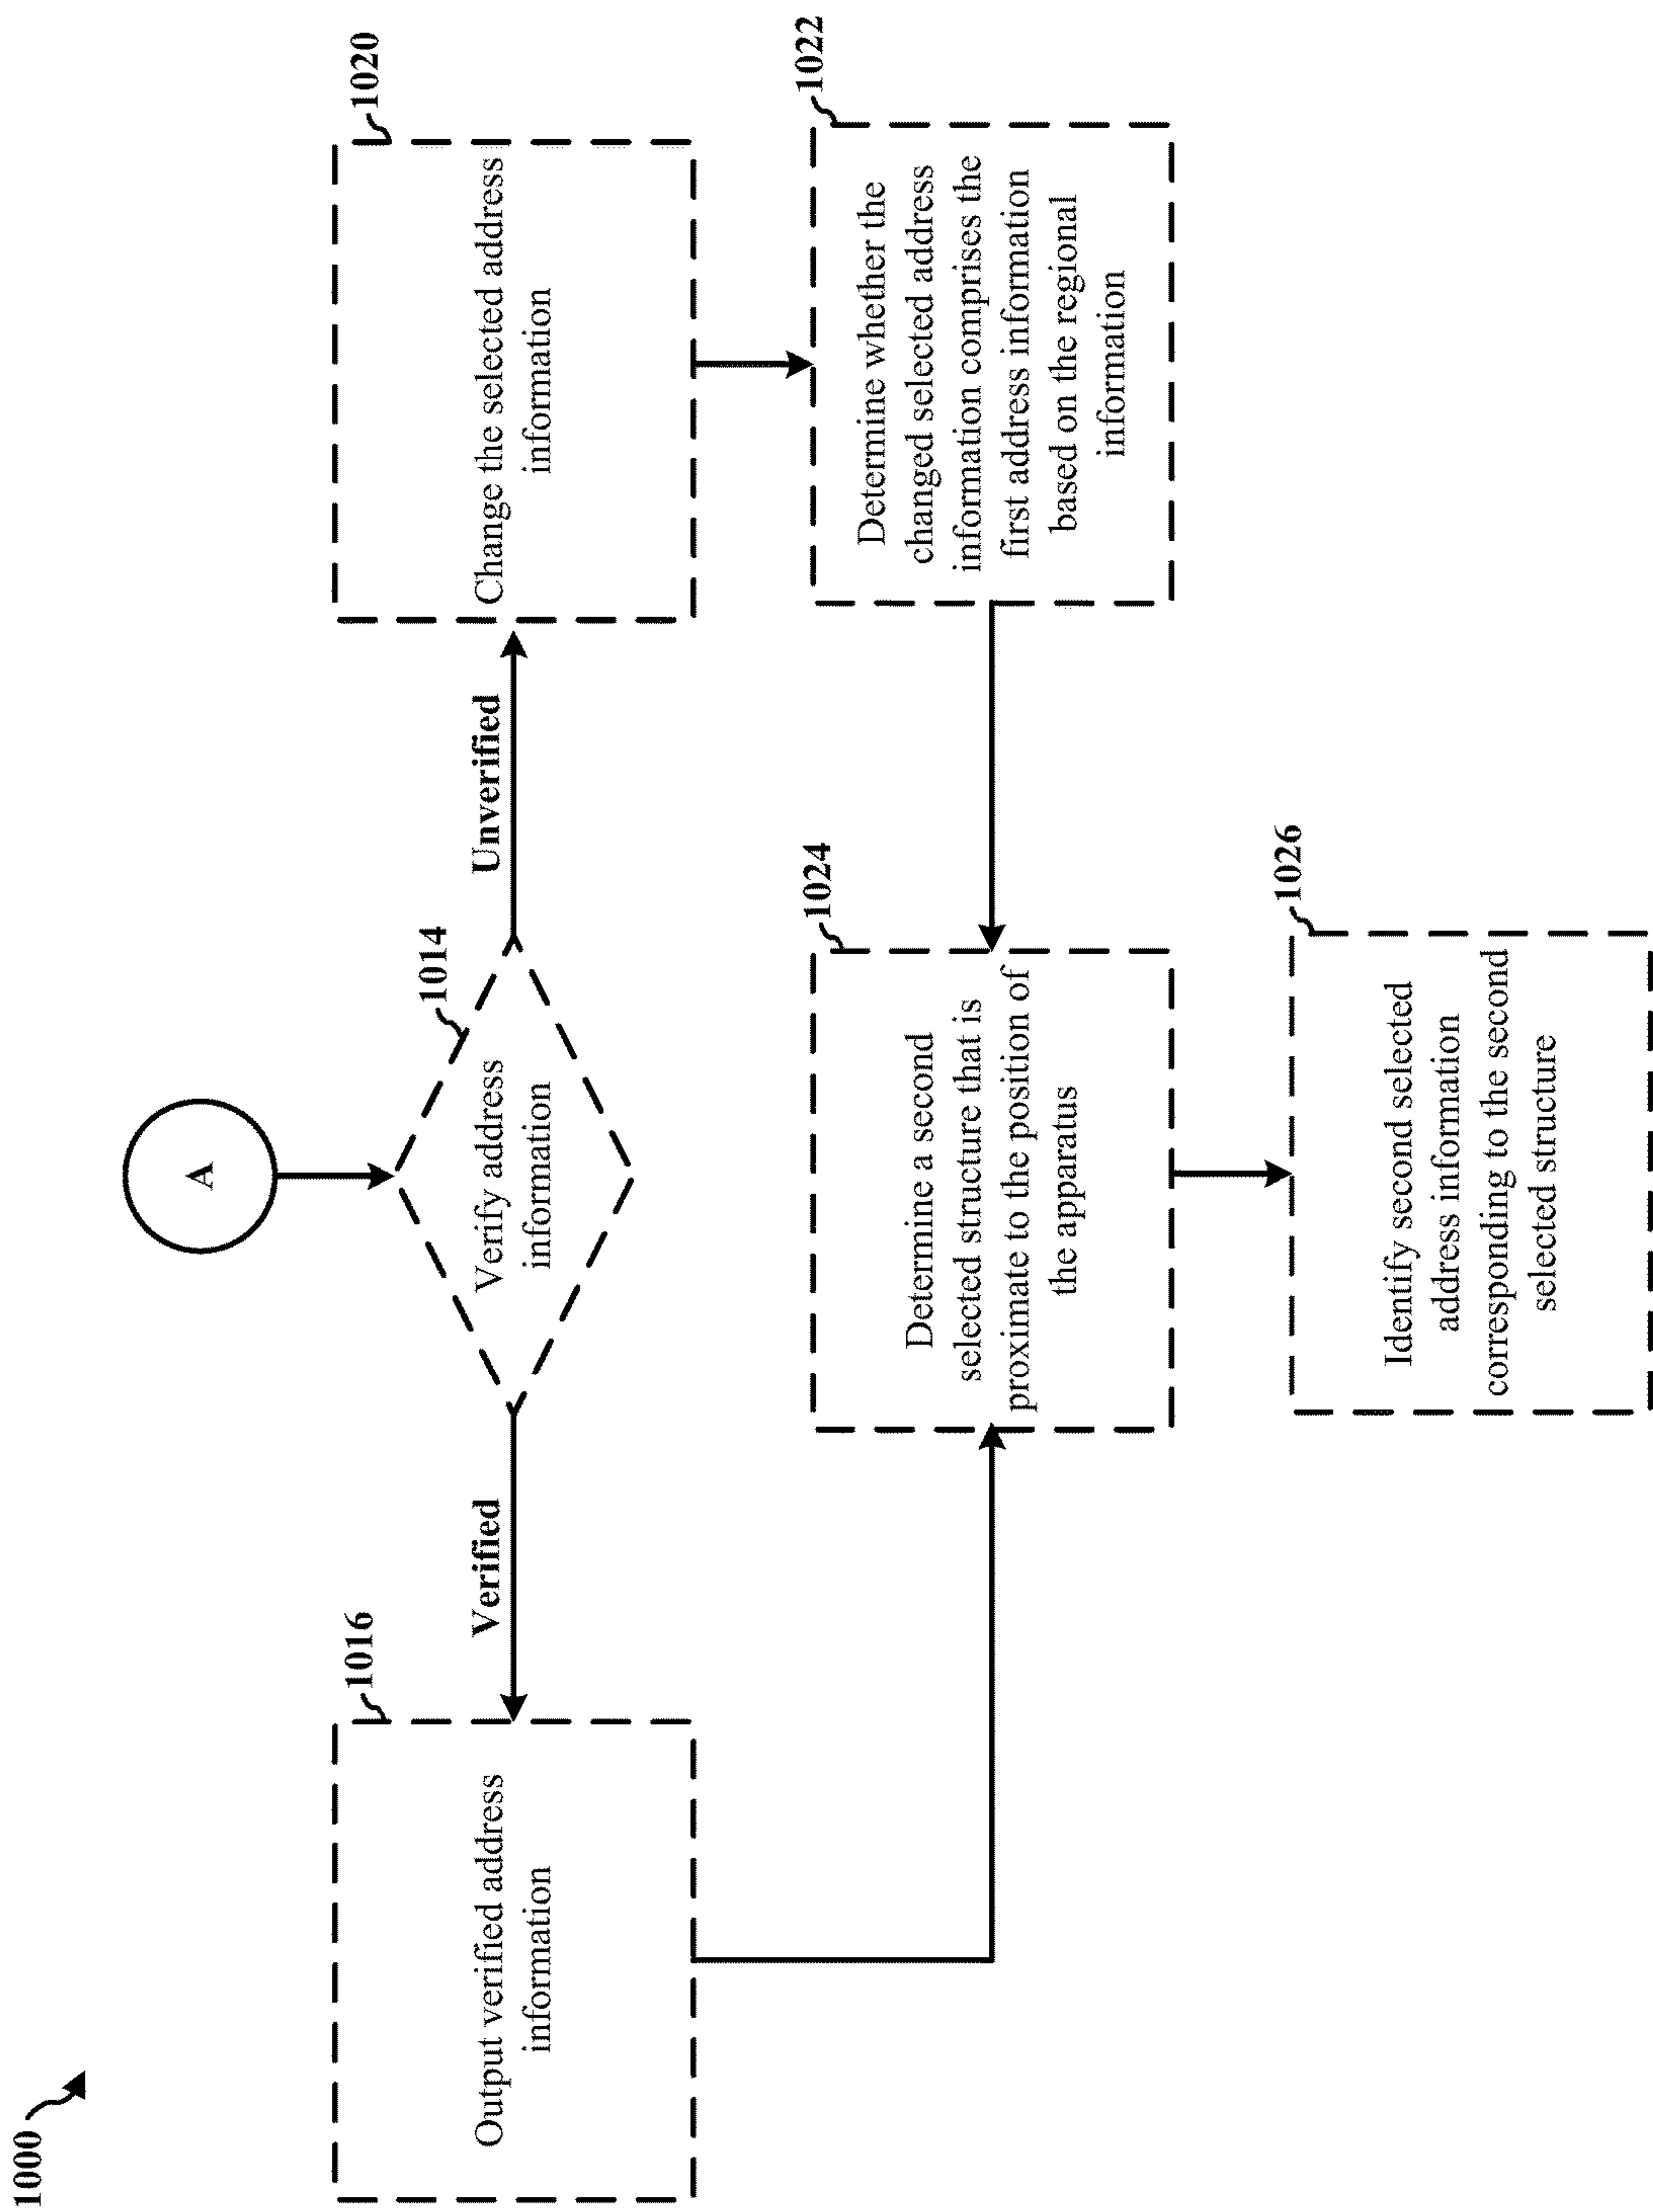 1000
A
1014
Verify address
information
Verified
Unverified
1016
Output verified address
information
1020
Change the selected address
information
1022
Determine whether the
changed selected address
information comprises the
first address information
based on the regional
information
1024
Determine a second
selected structure that is
proximate to the position of
the apparatus
1026
Identify second selected
address information
corresponding to the second
selected structure